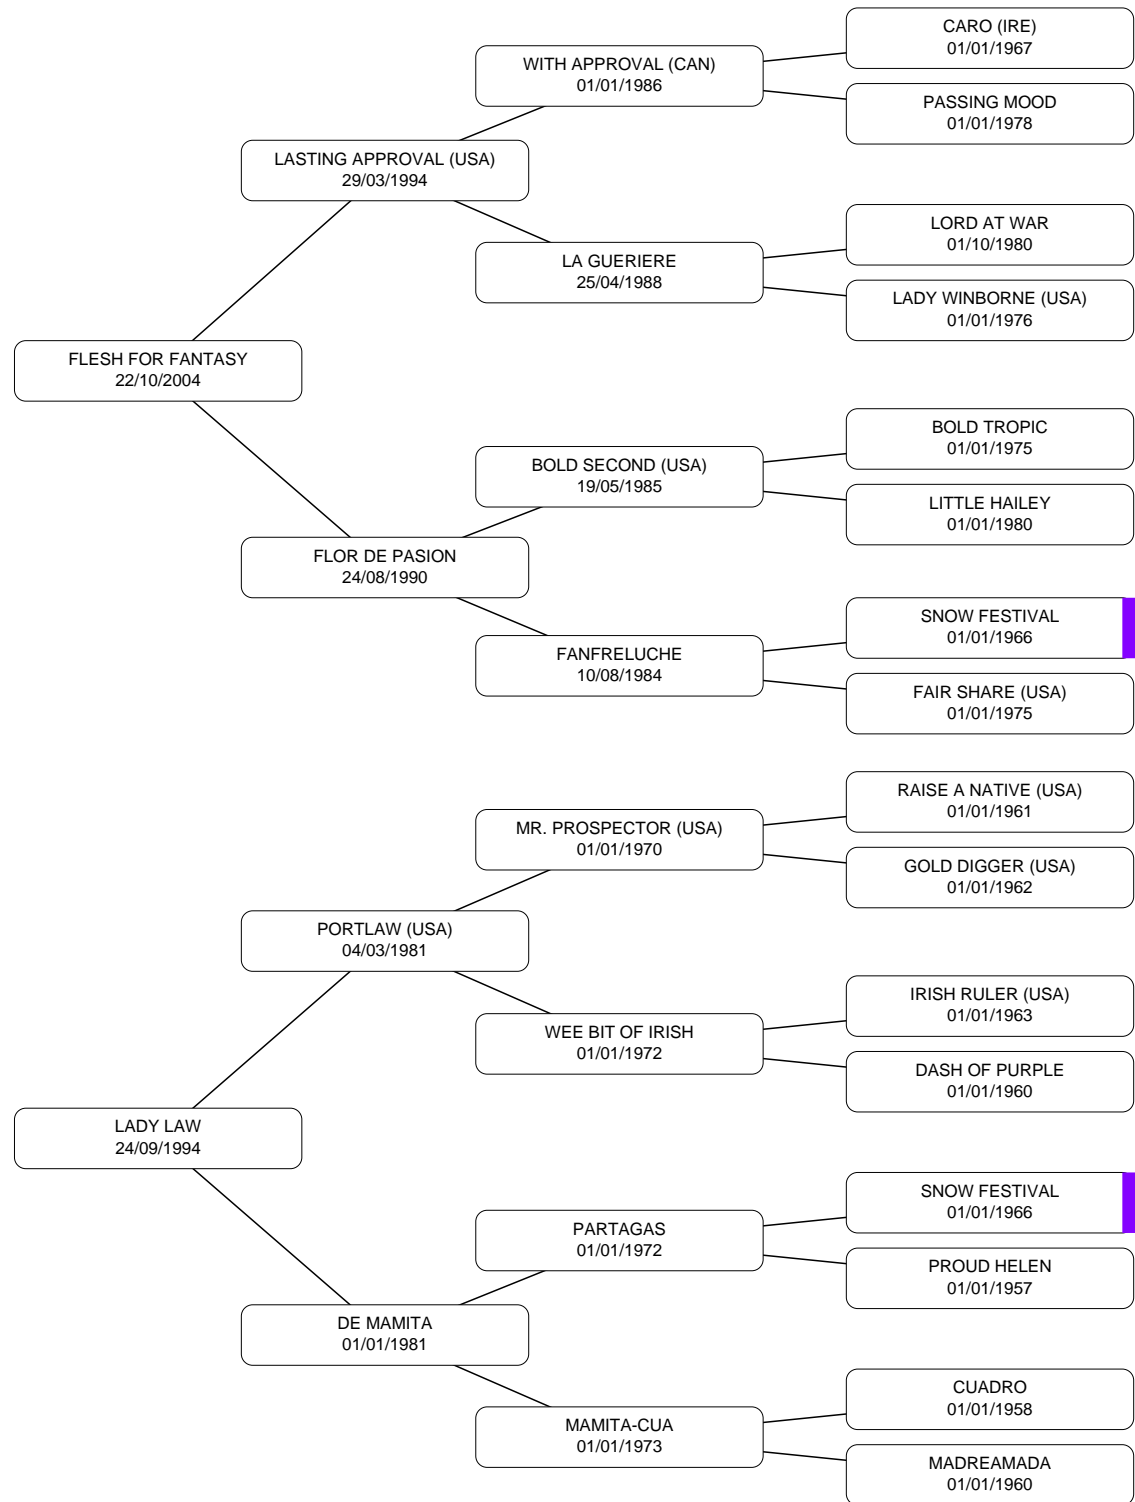 CARO (IRE)
01/01/1967
WITH APPROVAL (CAN)
01/01/1986
PASSING MOOD
01/01/1978
LASTING APPROVAL (USA)
29/03/1994
LORD AT WAR
01/10/1980
LA GUERIERE
25/04/1988
LADY WINBORNE (USA)
01/01/1976
FLESH FOR FANTASY
22/10/2004
BOLD TROPIC
01/01/1975
BOLD SECOND (USA)
19/05/1985
LITTLE HAILEY
01/01/1980
FLOR DE PASION
24/08/1990
SNOW FESTIVAL
01/01/1966
FANFRELUCHE
10/08/1984
FAIR SHARE (USA)
01/01/1975
RAISE A NATIVE (USA)
01/01/1961
MR. PROSPECTOR (USA)
01/01/1970
GOLD DIGGER (USA)
01/01/1962
PORTLAW (USA)
04/03/1981
IRISH RULER (USA)
01/01/1963
WEE BIT OF IRISH
01/01/1972
DASH OF PURPLE
01/01/1960
LADY LAW
24/09/1994
SNOW FESTIVAL
01/01/1966
PARTAGAS
01/01/1972
PROUD HELEN
01/01/1957
DE MAMITA
01/01/1981
CUADRO
01/01/1958
MAMITA-CUA
01/01/1973
MADREAMADA
01/01/1960